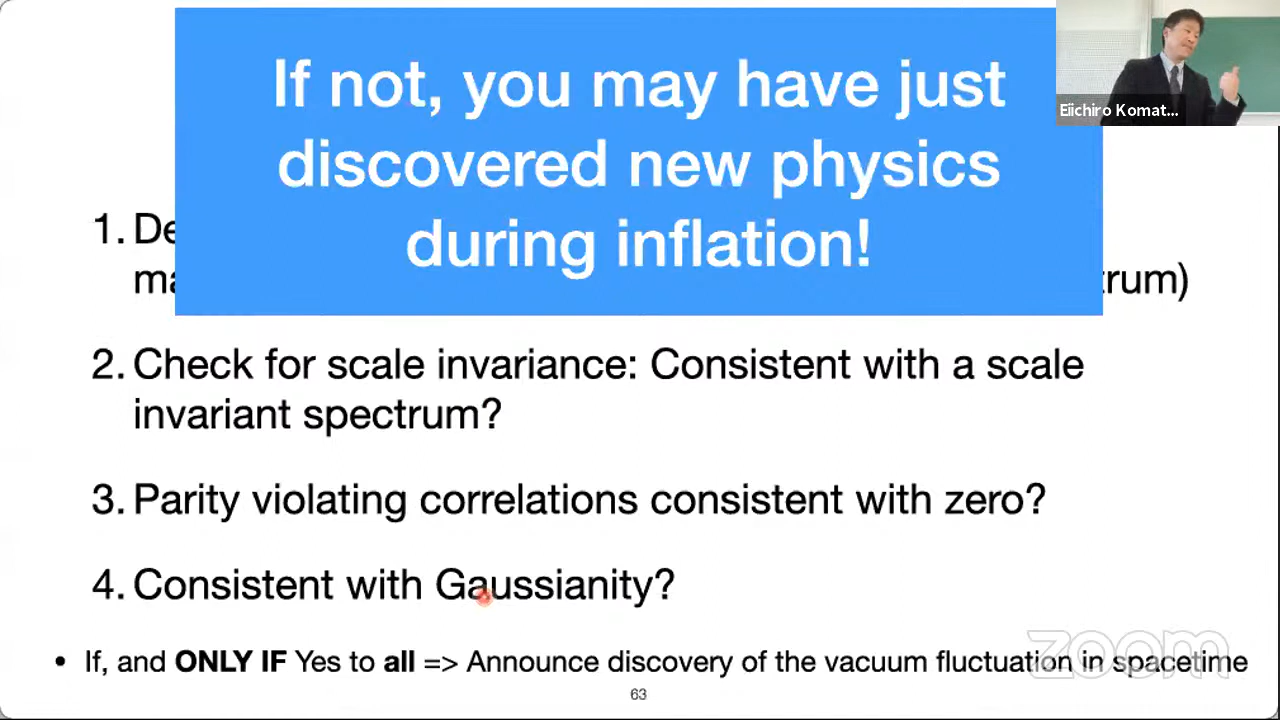 If not, you may have just
discovered new physics
during inflation!
Eiichiro Komat...
1.
trum)
2. Check for scale invariance: Consistent with a scale
invariant spectrum?
3. Parity violating correlations consistent with zero?
4. Consistent with Gaussianity?
• If, and ONLY IF Yes to all => Announce discovery of the vacuum fluctuation in spacetime
zoom
63